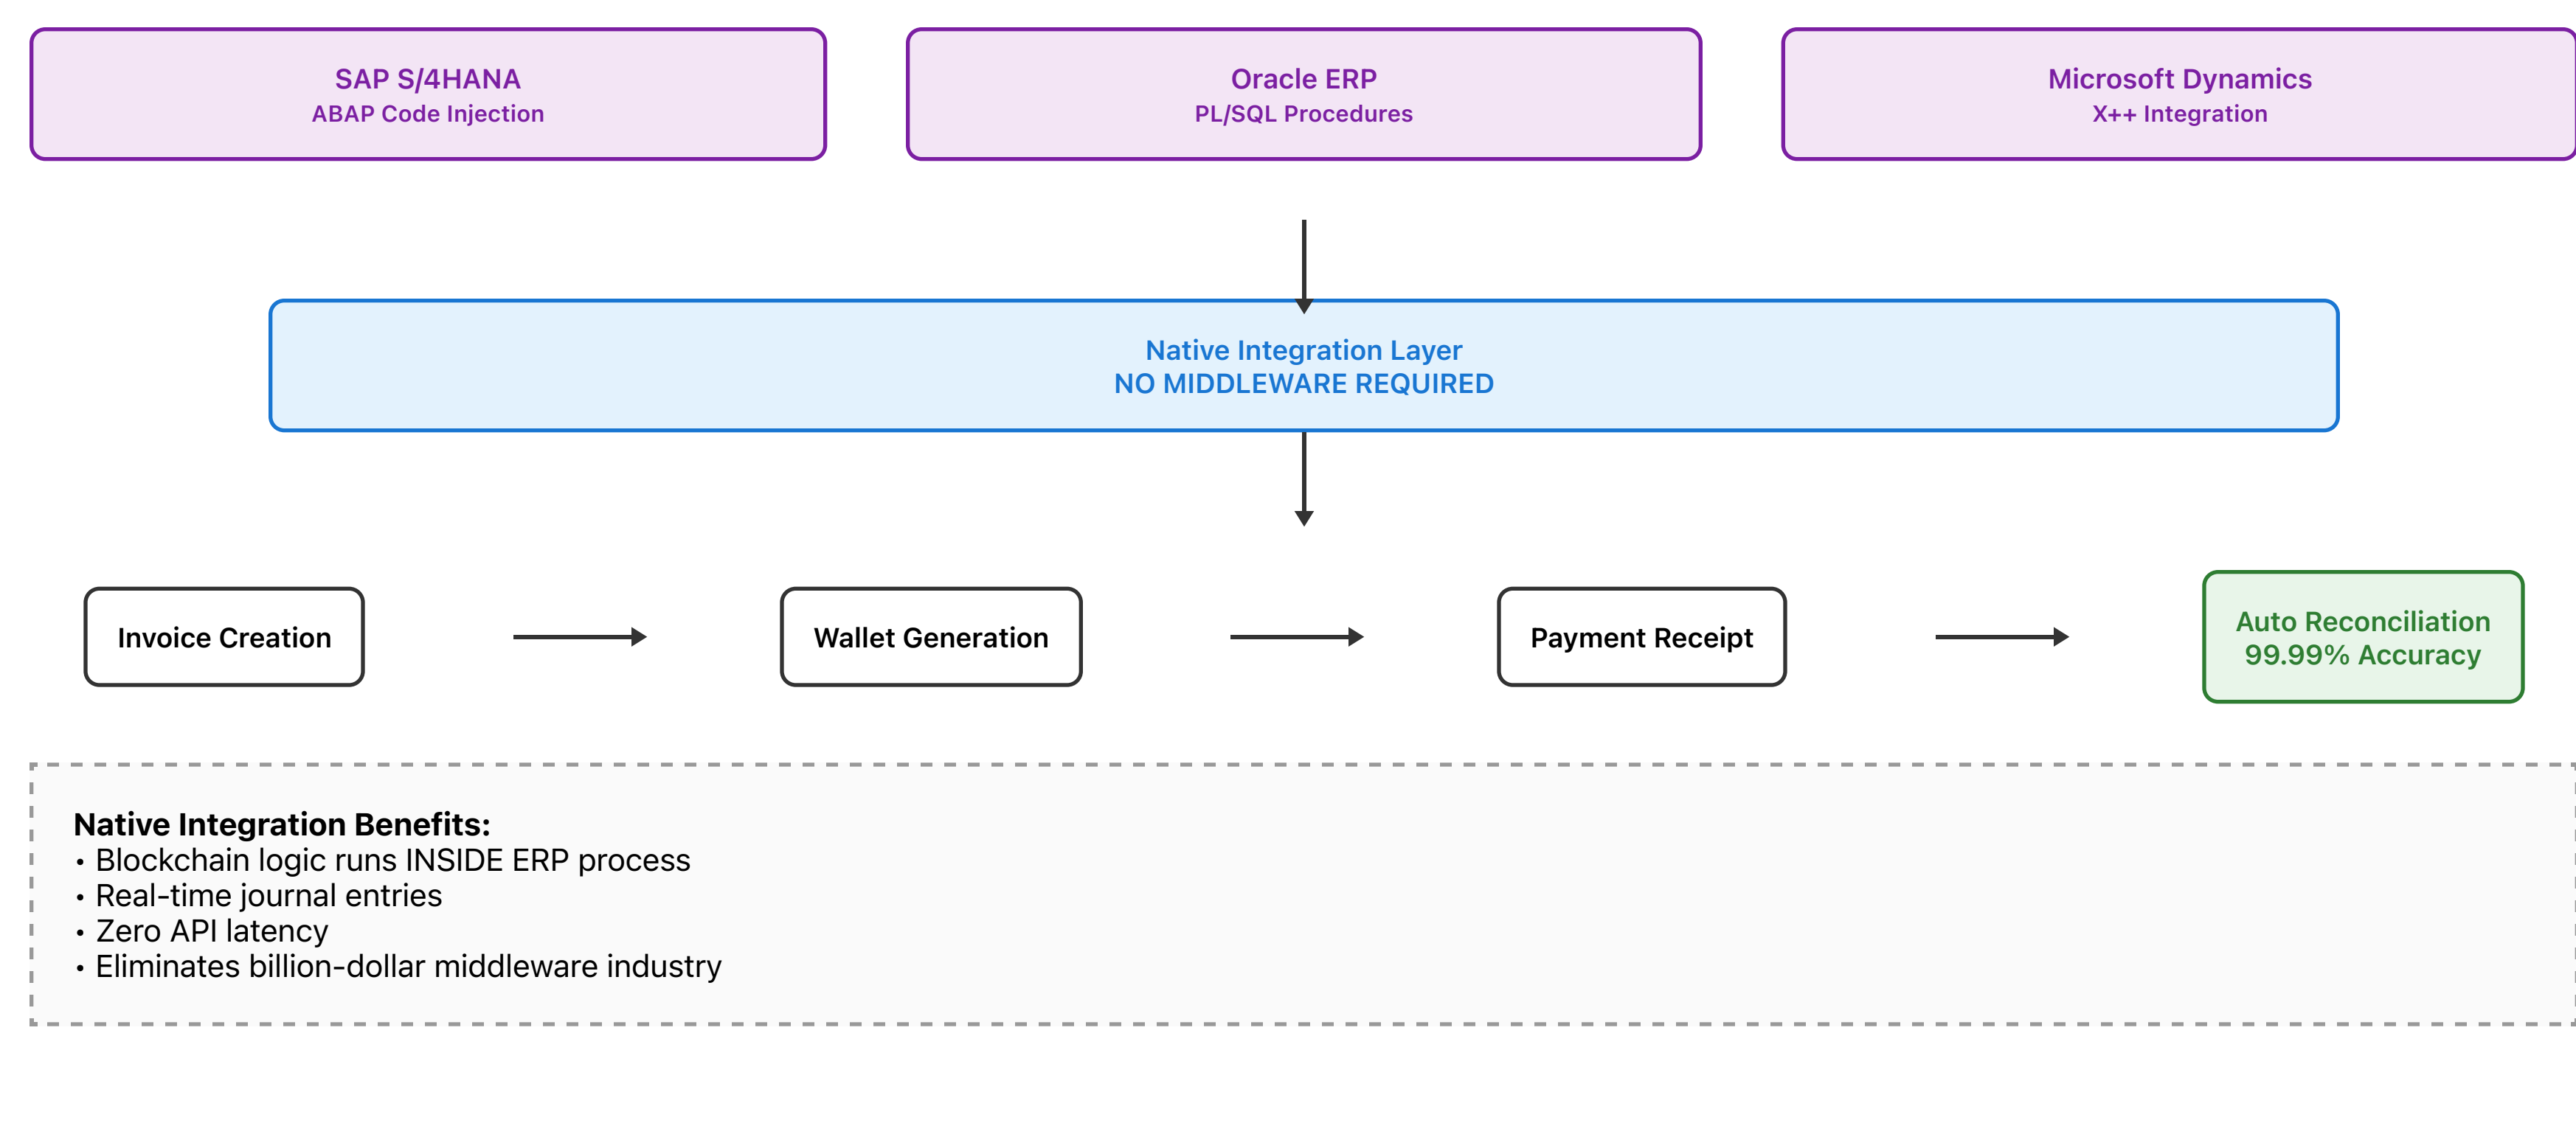 SAP S/4HANA
ABAP Code Injection
Oracle ERP
PL/SQL Procedures
Microsoft Dynamics
X++ Integration
Native Integration Layer
NO MIDDLEWARE REQUIRED
Invoice Creation
Wallet Generation
Payment Receipt
Auto Reconciliation
99.99% Accuracy
Native Integration Benefits:
• Blockchain logic runs INSIDE ERP process
• Real-time journal entries
• Zero API latency
• Eliminates billion-dollar middleware industry